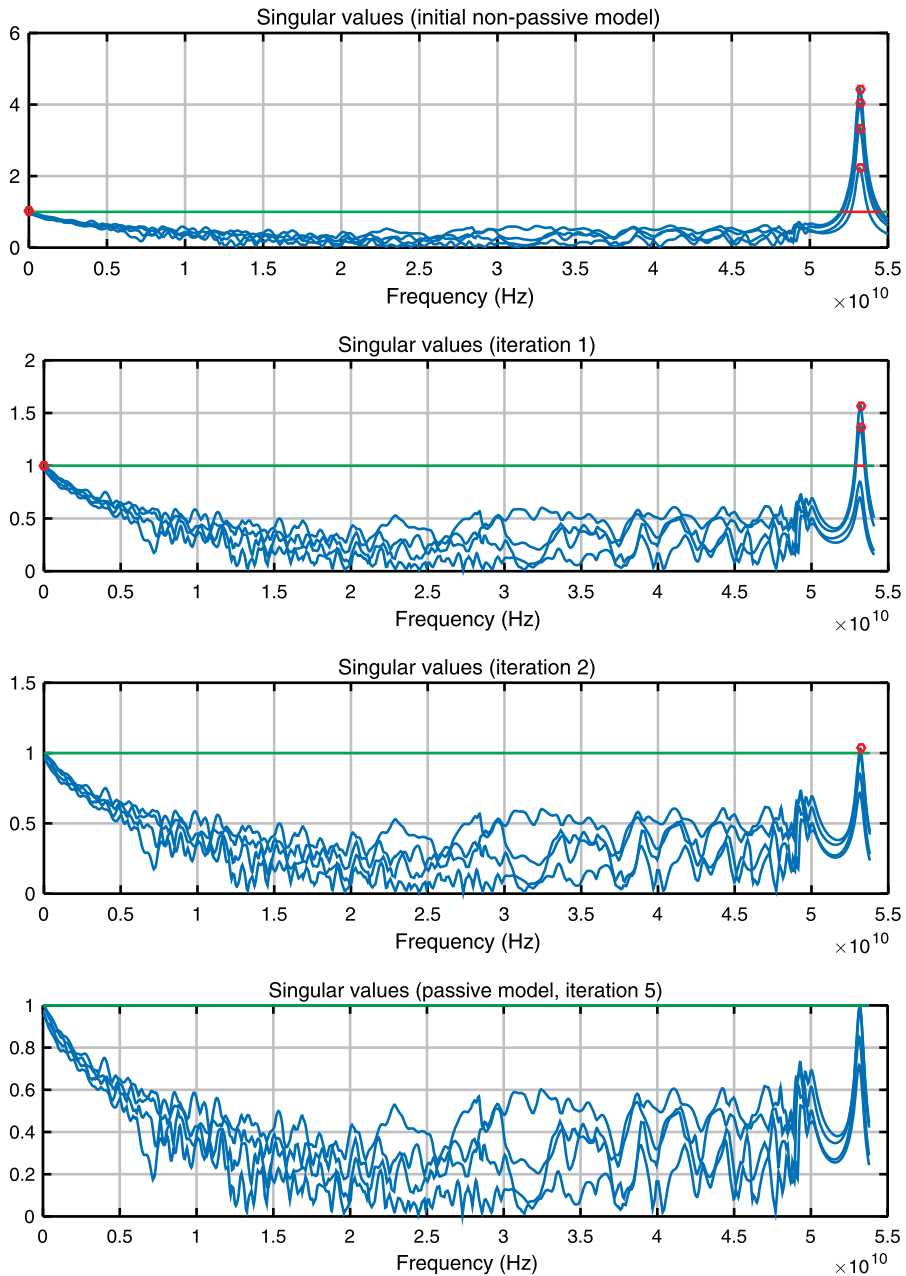 Singular values (initial non-passive model)
6
4
2
0
0 0.5 1 1.5 2 2.5 3 3.5 4 4.5 5 5.5
Frequency (Hz)
×10^10
Singular values (iteration 1)
2
1.5
1
0.5
0
0 0.5 1 1.5 2 2.5 3 3.5 4 4.5 5 5.5
Frequency (Hz)
×10^10
Singular values (iteration 2)
1.5
1
0.5
0
0 0.5 1 1.5 2 2.5 3 3.5 4 4.5 5 5.5
Frequency (Hz)
×10^10
Singular values (passive model, iteration 5)
1
0.8
0.6
0.4
0.2
0
0 0.5 1 1.5 2 2.5 3 3.5 4 4.5 5 5.5
Frequency (Hz)
×10^10